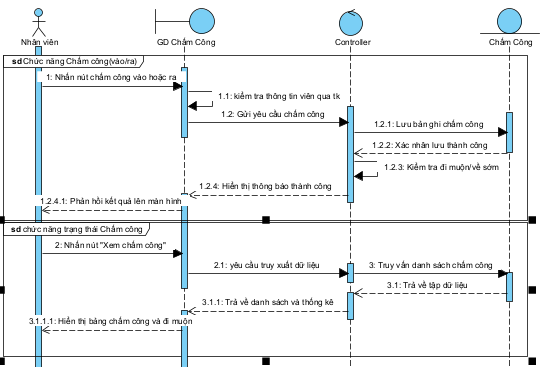 Nhân viên
GD Chấm Công
Controller
Chấm Công
sd Chức năng Chấm công(vào/ra)
1: Nhấn nút chấm công vào hoặc ra
1.1: kiểm tra thông tin viên qua tk
1.2: Gửi yêu cầu chấm công
1.2.1: Lưu bản ghi chấm công
1.2.2: Xác nhận lưu thành công
1.2.3: Kiểm tra đi muộn/về sớm
1.2.4: Hiển thị thông báo thành công
1.2.4.1: Phản hồi kết quả lên màn hình
sd chức năng trạng thái Chấm công
2: Nhấn nút "Xem chấm công"
2.1: yêu cầu truy xuất dữ liệu
3: Truy vấn danh sách chấm công
3.1: Trả về tập dữ liệu
3.1.1: Trả về danh sách và thống kê
3.1.1.1: Hiển thị bảng chấm công và đi muộn